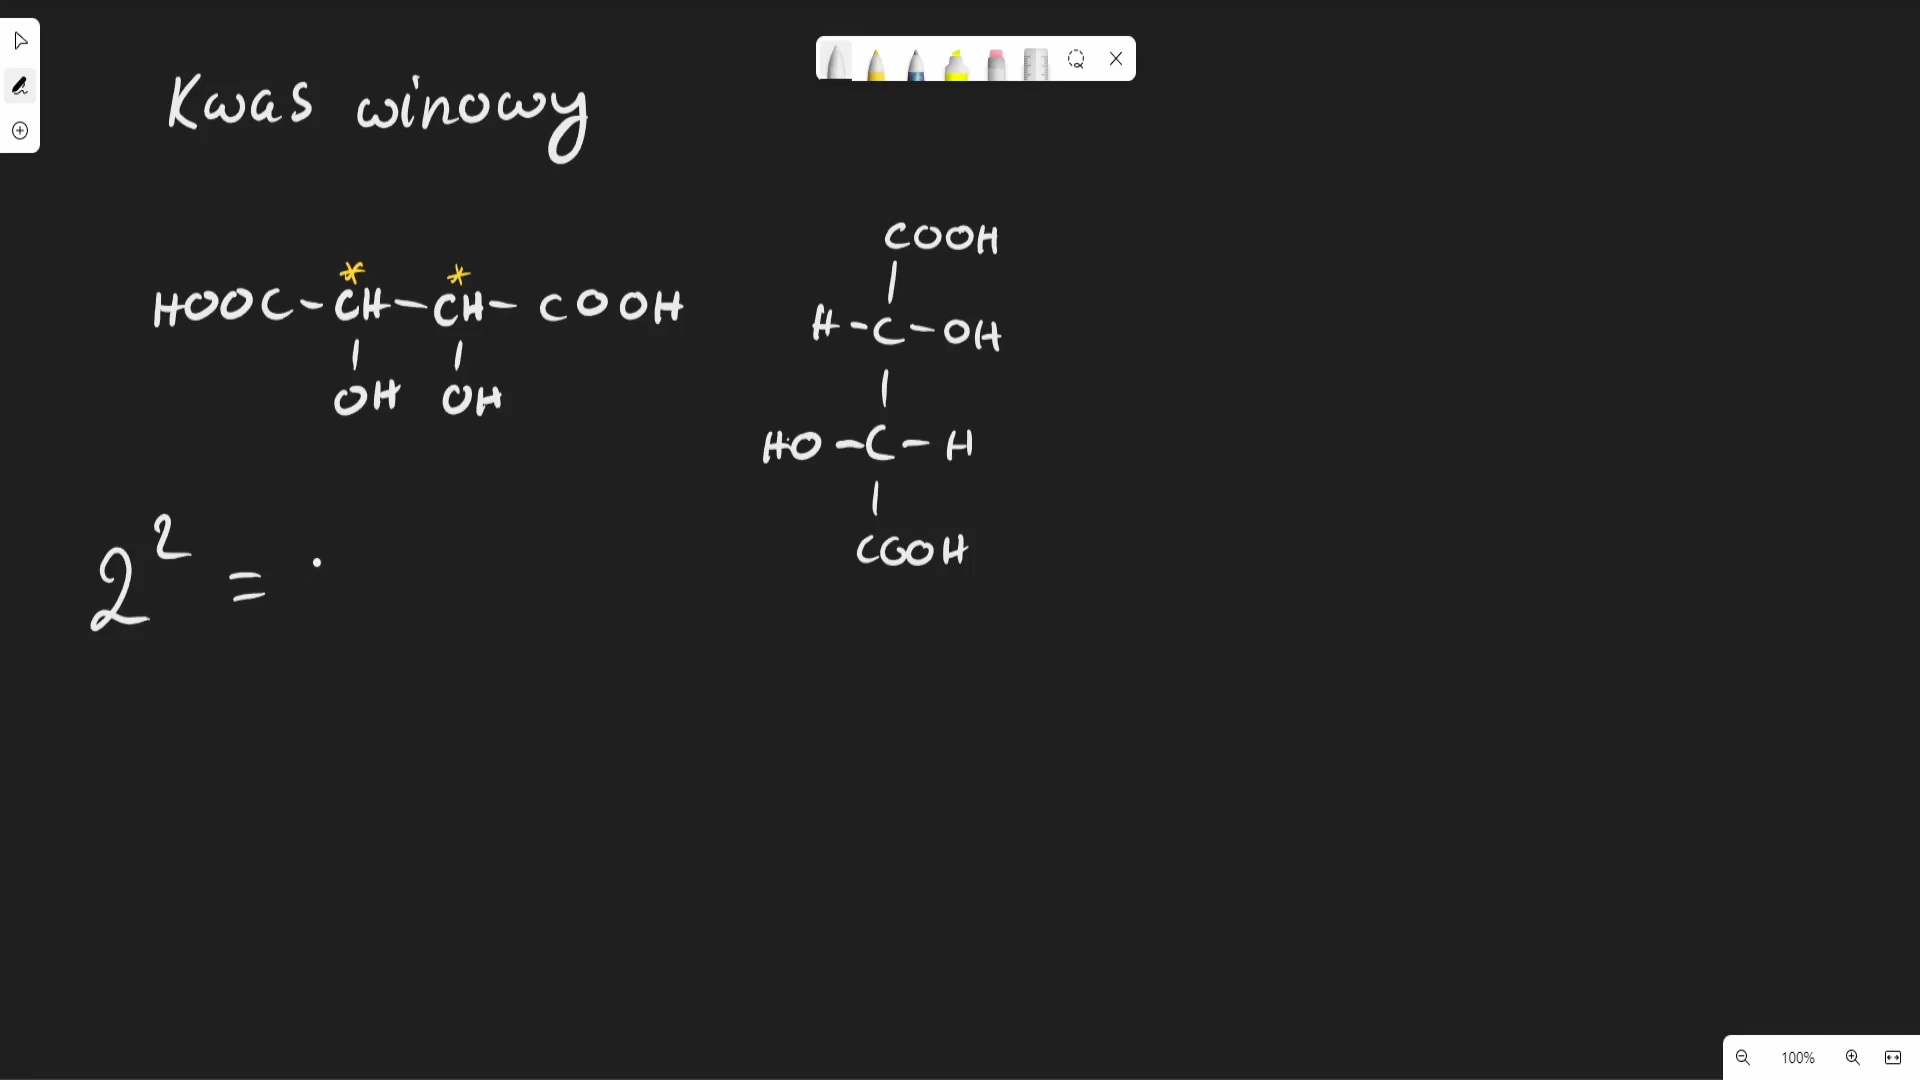 Kwas winowy
* *
HOOC-CH-CH-COOH
OH OH
COOH
H-C-OH
HO-C-H
COOH
2² = .
100%